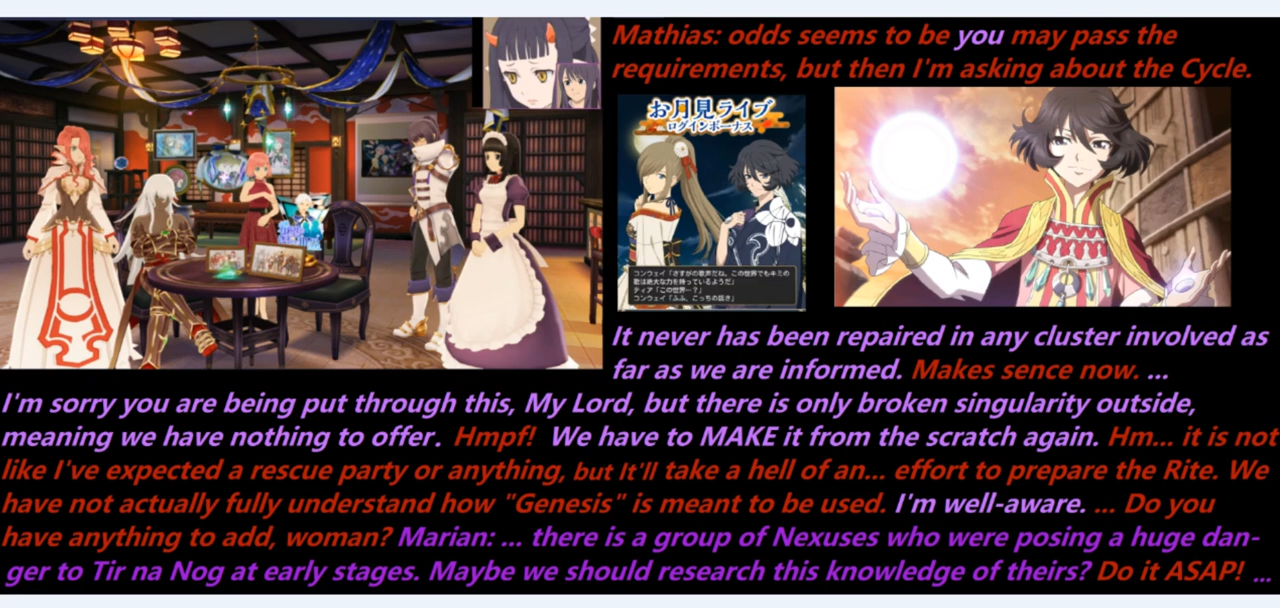 Mathias: odds seems to be you may pass the
requirements, but then I'm asking about the Cycle.
お月見ライブ
ログインボーナス
コンウェイ「さすがの歌声だね、この世界でもキミの
歌は絶大な力を持っているようだ」
ティア「この世界…？」
コンウェイ「ふふ、こっちの話さ」
It never has been repaired in any cluster involved as
far as we are informed. Makes sence now. ...
I'm sorry you are being put through this, My Lord, but there is only broken singularity outside,
meaning we have nothing to offer. Hmpf! We have to MAKE it from the scratch again. Hm... it is not
like I've expected a rescue party or anything, but It'll take a hell of an... effort to prepare the Rite. We
have not actually fully understand how "Genesis" is meant to be used. I'm well-aware. ... Do you
have anything to add, woman? Marian: ... there is a group of Nexuses who were posing a huge dan-
ger to Tir na Nog at early stages. Maybe we should research this knowledge of theirs? Do it ASAP! ...